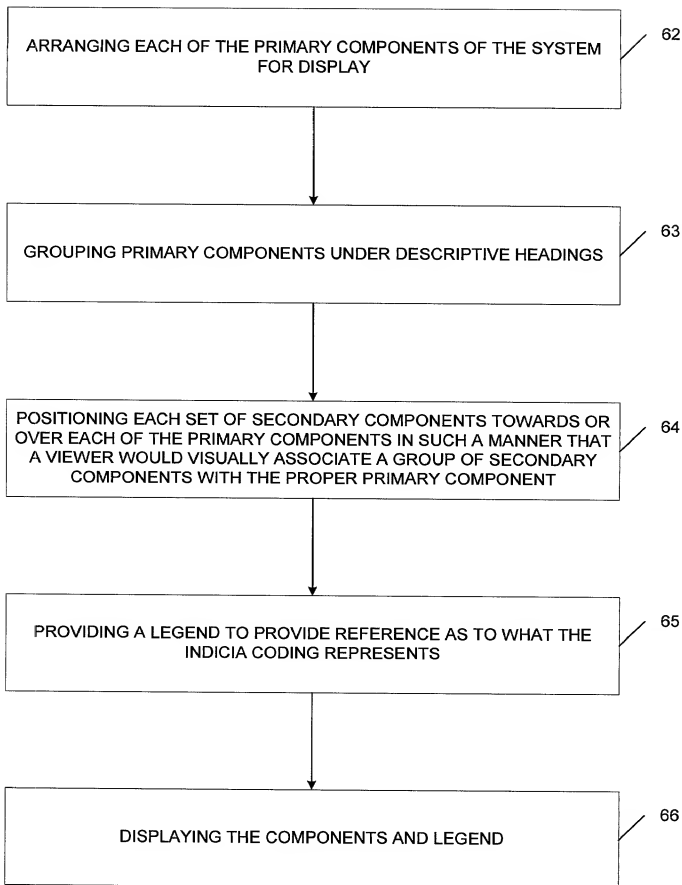 ARRANGING EACH OF THE PRIMARY COMPONENTS OF THE SYSTEM
FOR DISPLAY
62
GROUPING PRIMARY COMPONENTS UNDER DESCRIPTIVE HEADINGS
63
POSITIONING EACH SET OF SECONDARY COMPONENTS TOWARDS OR
OVER EACH OF THE PRIMARY COMPONENTS IN SUCH A MANNER THAT
A VIEWER WOULD VISUALLY ASSOCIATE A GROUP OF SECONDARY
COMPONENTS WITH THE PROPER PRIMARY COMPONENT
64
PROVIDING A LEGEND TO PROVIDE REFERENCE AS TO WHAT THE
INDICIA CODING REPRESENTS
65
DISPLAYING THE COMPONENTS AND LEGEND
66